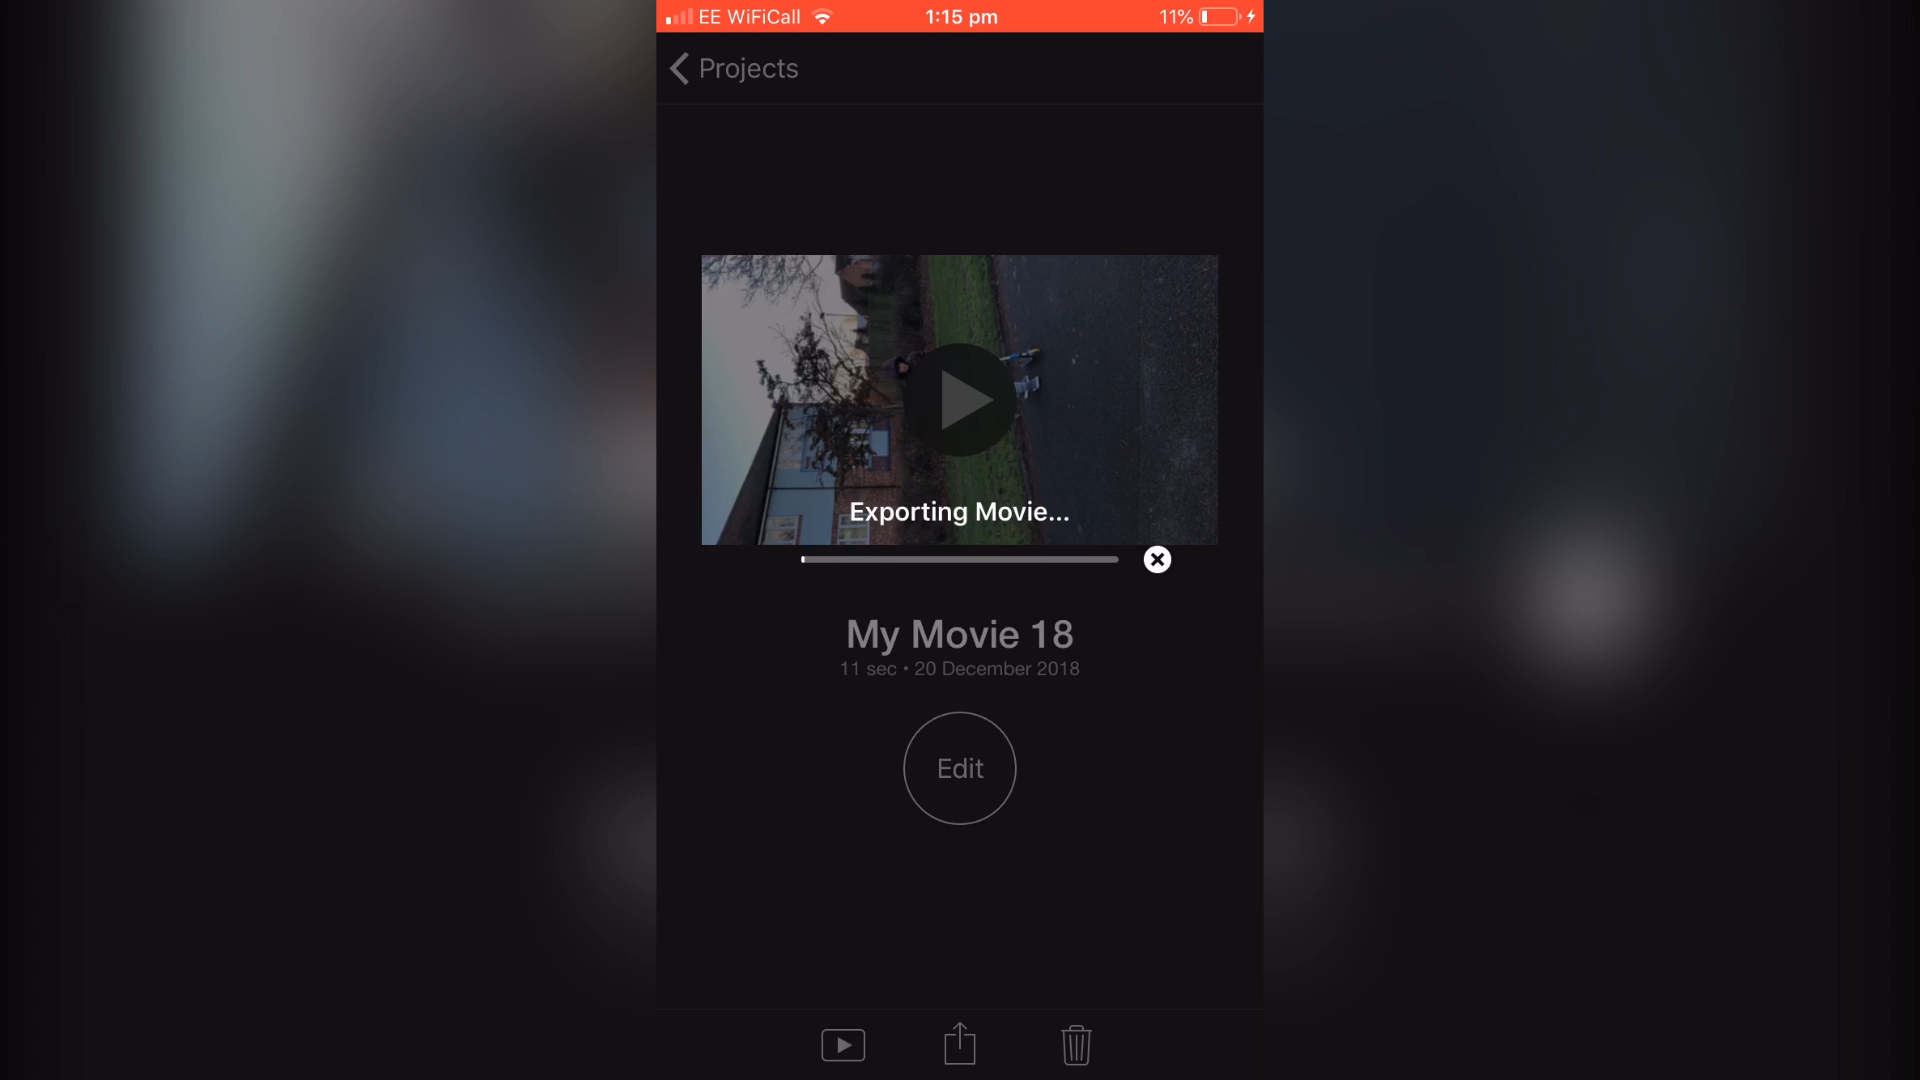 EE WiFiCall
1:15 pm
11%
Projects
Exporting Movie...
My Movie 18
11 sec • 20 December 2018
Edit